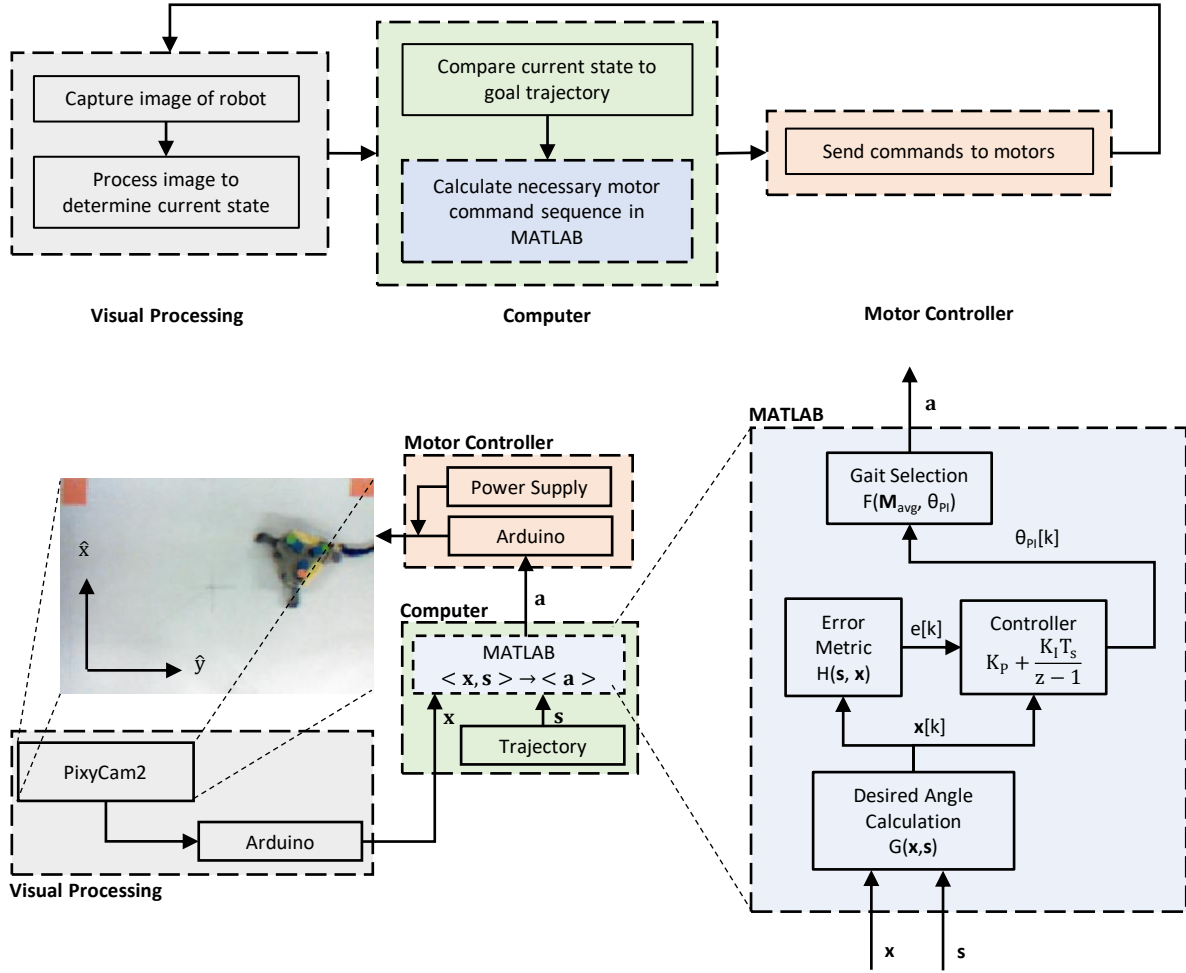 Capture image of robot
Process image to
determine current state
Visual Processing
Compare current state to
goal trajectory
Calculate necessary motor
command sequence in
MATLAB
Computer
Send commands to motors
Motor Controller
x̂
ŷ
PixyCam2
Arduino
Visual Processing
Motor Controller
Power Supply
Arduino
a
Computer
MATLAB
< x, s > → < a >
x
s
Trajectory
a
MATLAB
Gait Selection
F(M_avg, θ_PI)
θ_PI[k]
Error
Metric
H(s, x)
e[k]
Controller
K_P + K_I T_s / (z − 1)
x[k]
Desired Angle
Calculation
G(x,s)
x
s